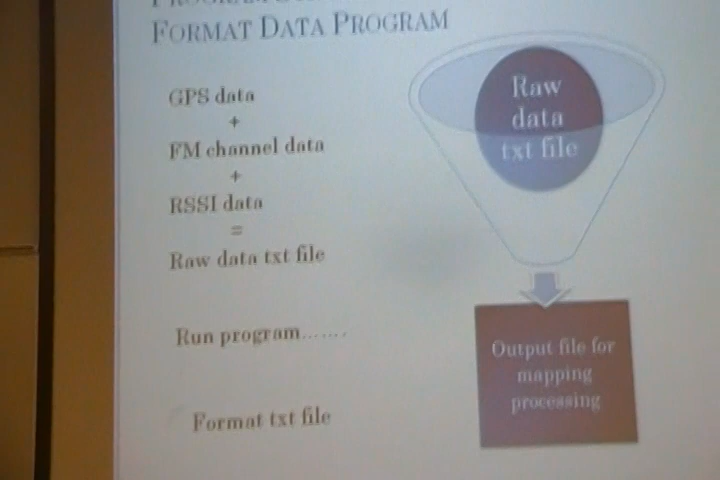 FORMAT DATA PROGRAM
GPS data
+
FM channel data
+
RSSI data
=
Raw data txt file
Run program.......
Format txt file
Raw
data
txt file
Output file for
mapping
processing